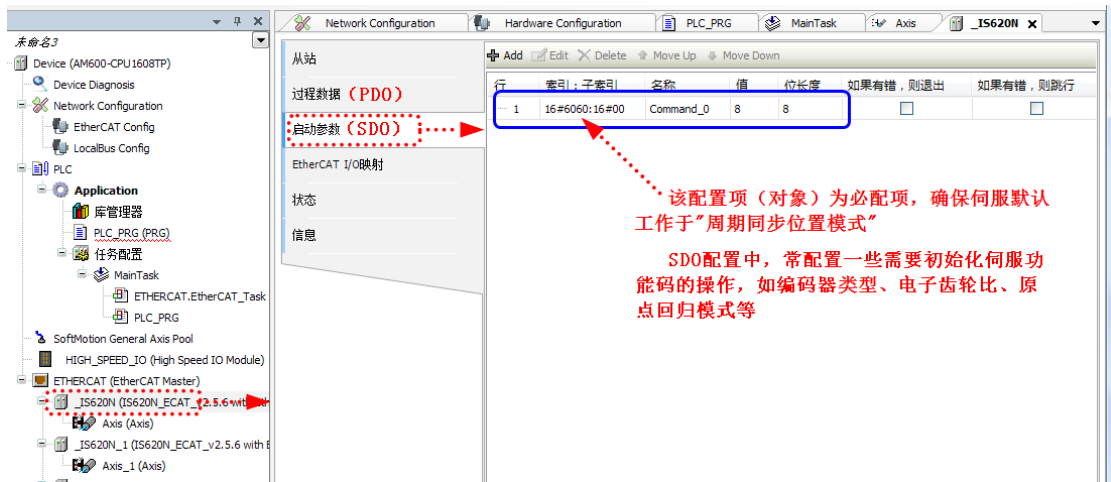 Network Configuration
Hardware Configuration
PLC_PRG
MainTask
Axis
_IS620N
未命名3
Device (AM600-CPU1608TP)
Device Diagnosis
Network Configuration
EtherCAT Config
LocalBus Config
PLC
Application
库管理器
PLC_PRG (PRG)
任务配置
MainTask
ETHERCAT.EtherCAT_Task
PLC_PRG
SoftMotion General Axis Pool
HIGH_SPEED_IO (High Speed IO Module)
ETHERCAT (EtherCAT Master)
_IS620N (IS620N_ECAT_v2.5.6 with
Axis (Axis)
_IS620N_1 (IS620N_ECAT_v2.5.6 with E
Axis_1 (Axis)
从站
过程数据 (PDO)
启动参数 (SDO)
EtherCAT I/O映射
状态
信息
Add Edit Delete Move Up Move Down
行 索引:子索引 名称 值 位长度 如果有错,则退出 如果有错,则跳行
1 16#6060:16#00 Command_0 8 8
该配置项(对象)为必配项,确保伺服默认
工作于"周期同步位置模式"
SDO配置中,常配置一些需要初始化伺服功
能码的操作,如编码器类型、电子齿轮比、原
点回归模式等